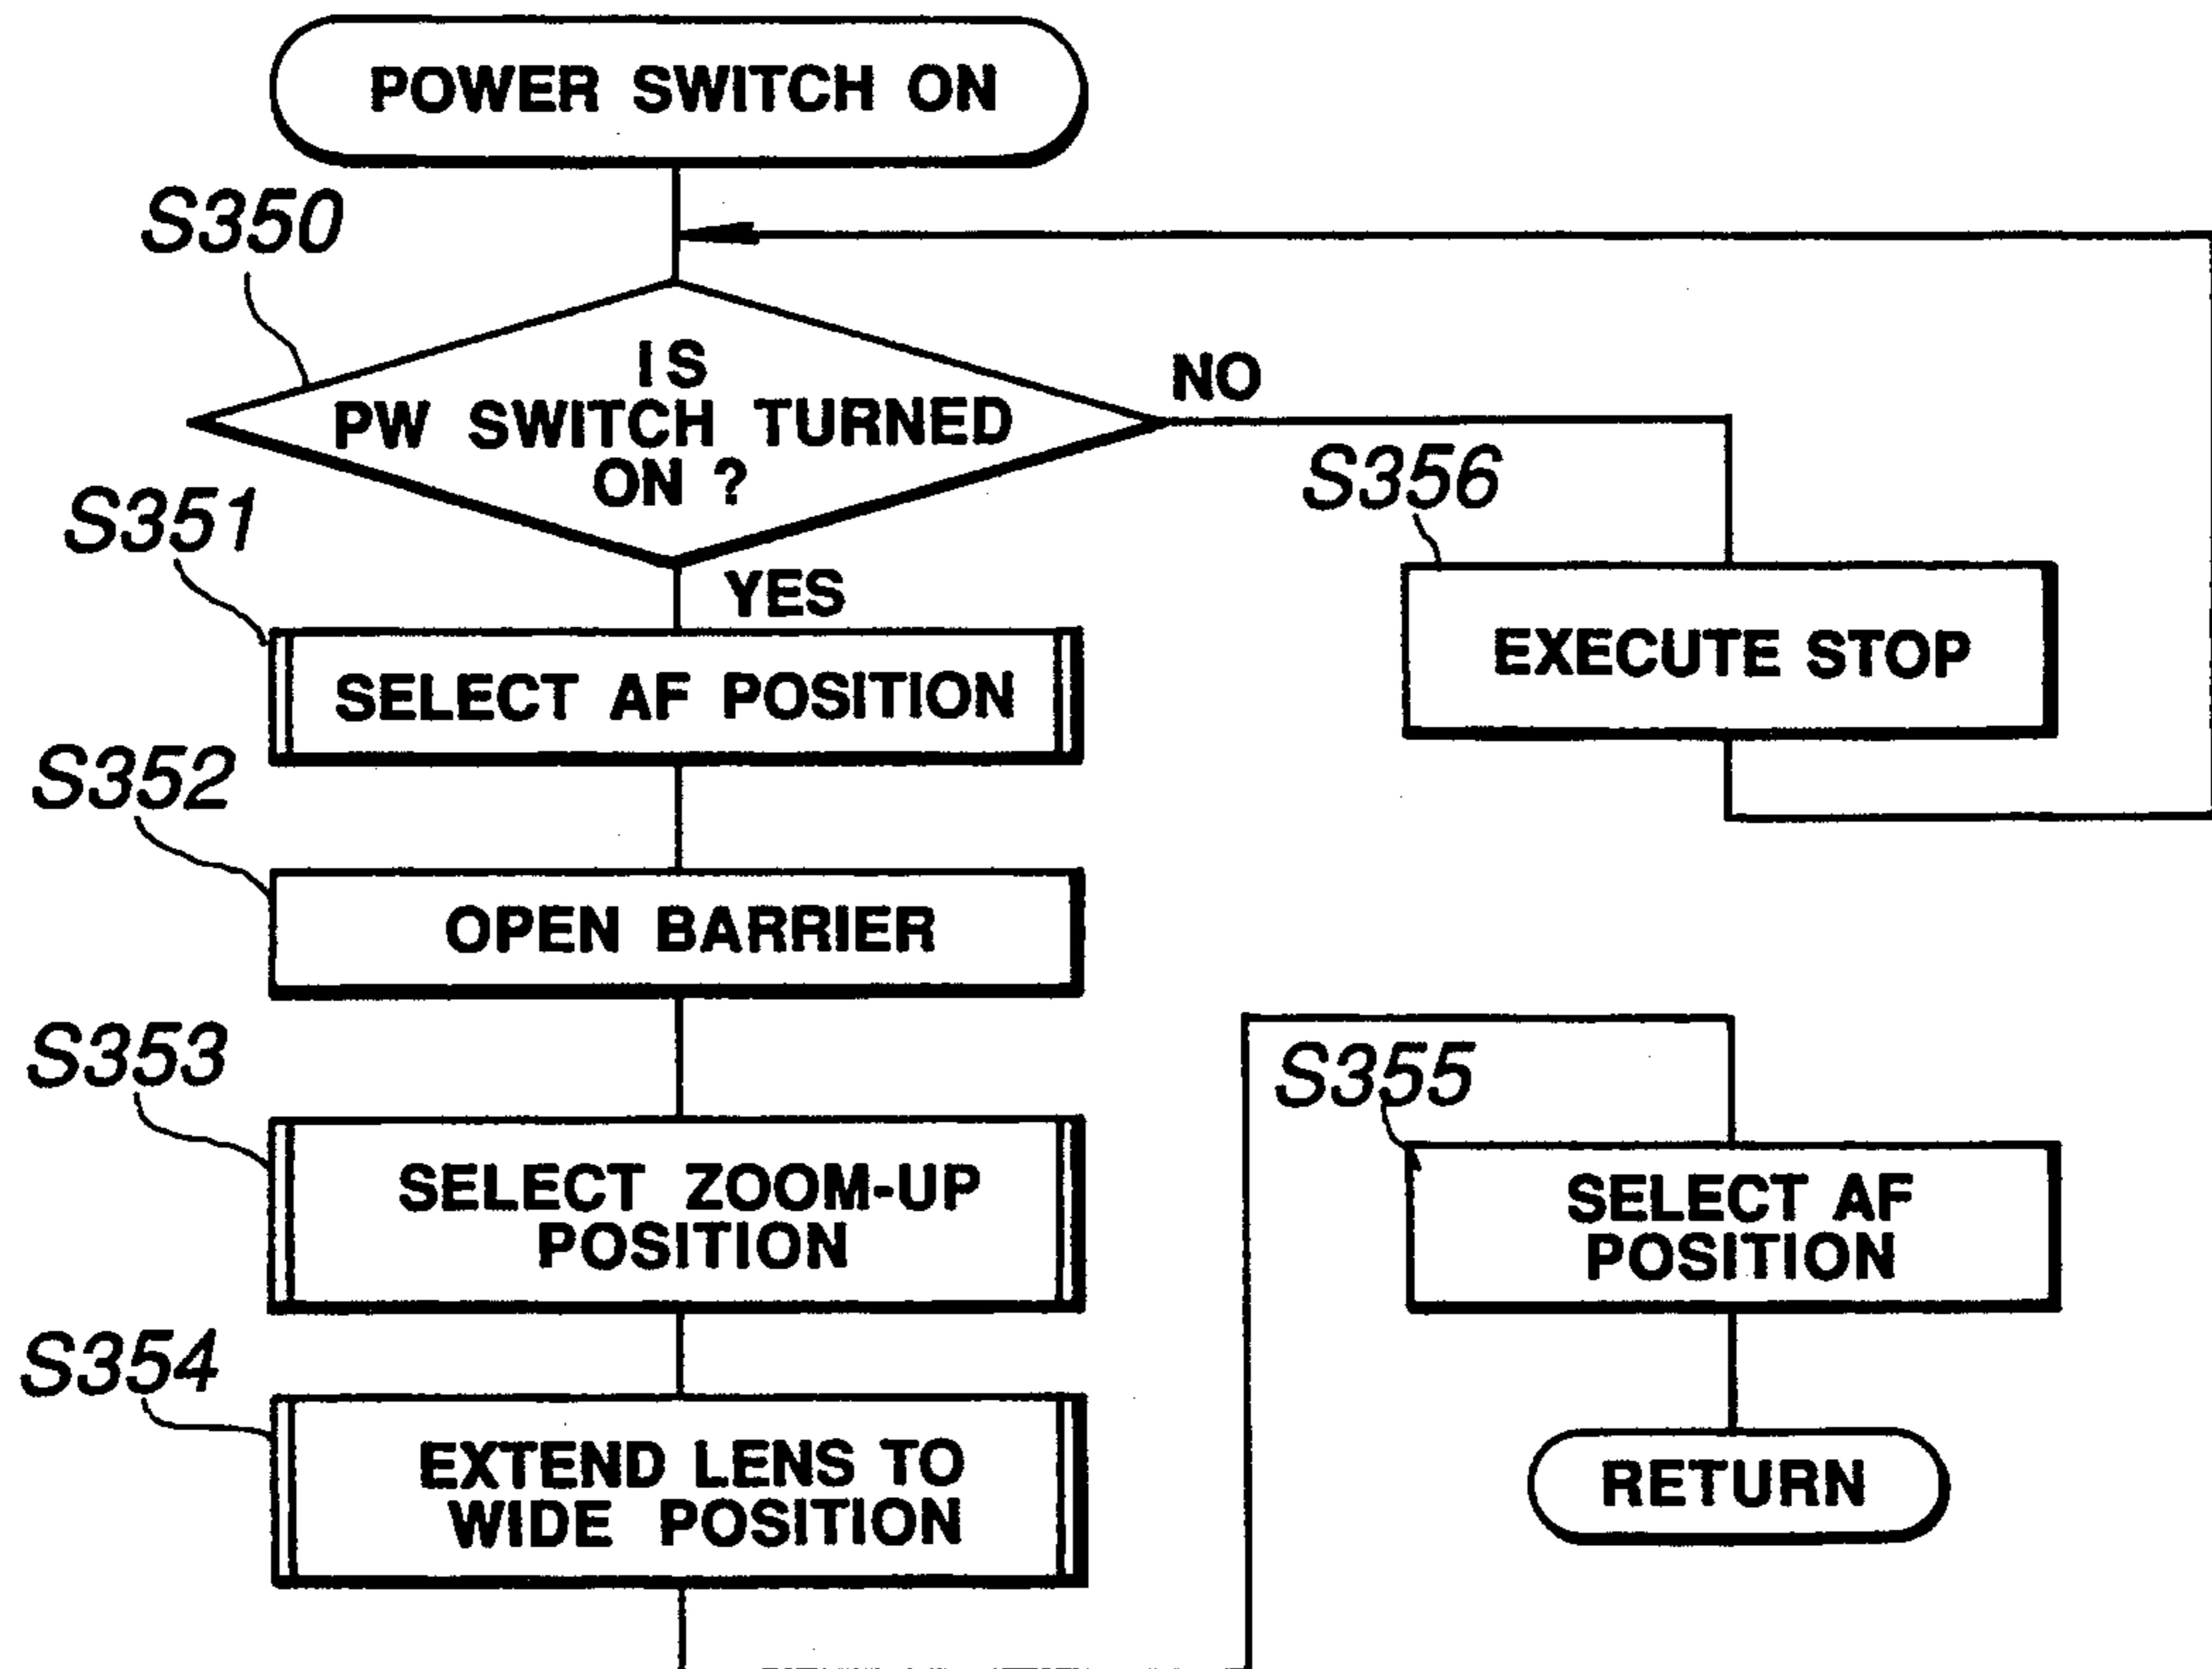 POWER SWITCH ON
S350
IS
PW SWITCH TURNED
ON ?
NO
YES
S356
EXECUTE STOP
S351
SELECT AF POSITION
S352
OPEN BARRIER
S353
SELECT ZOOM-UP
POSITION
S354
EXTEND LENS TO
WIDE POSITION
S355
SELECT AF
POSITION
RETURN